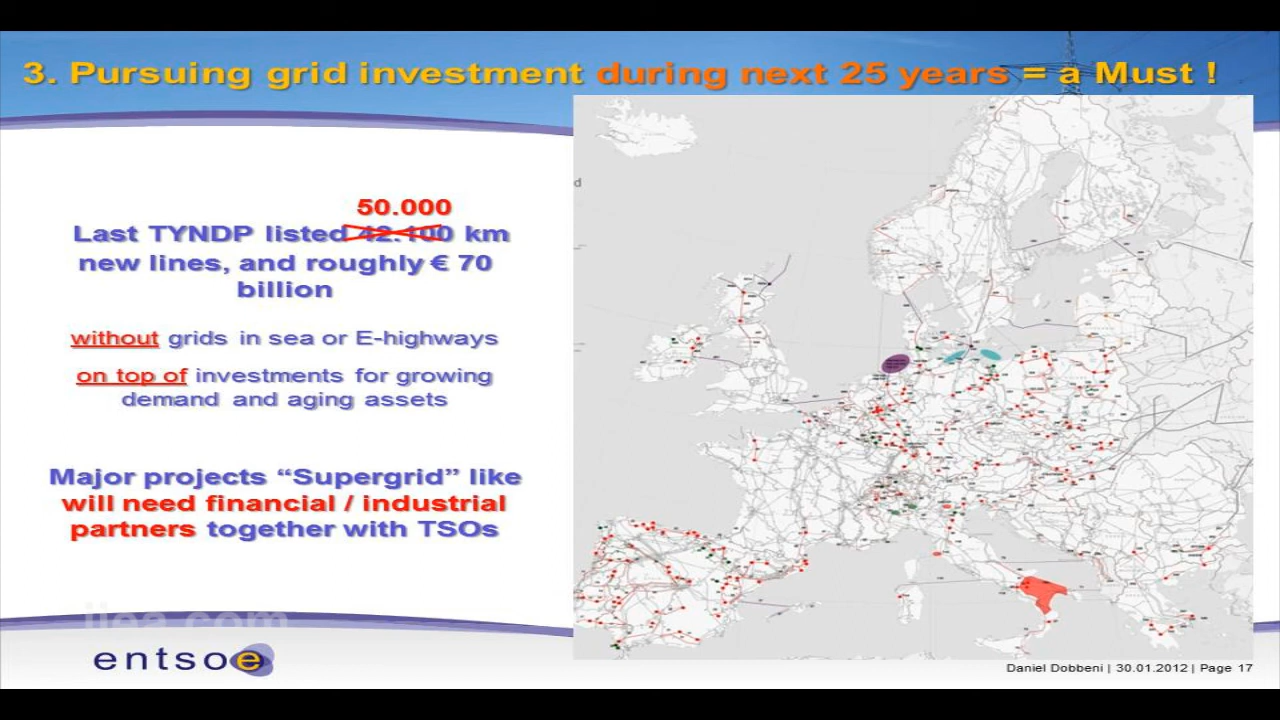 3. Pursuing grid investment during next 25 years = a Must !
50.000
Last TYNDP listed 42.100 km
new lines, and roughly € 70
billion
without grids in sea or E-highways
on top of investments for growing
demand and aging assets
Major projects “Supergrid” like
will need financial / industrial
partners together with TSOs
d
iiea.com
entsoe
Daniel Dobbeni | 30.01.2012 | Page 17